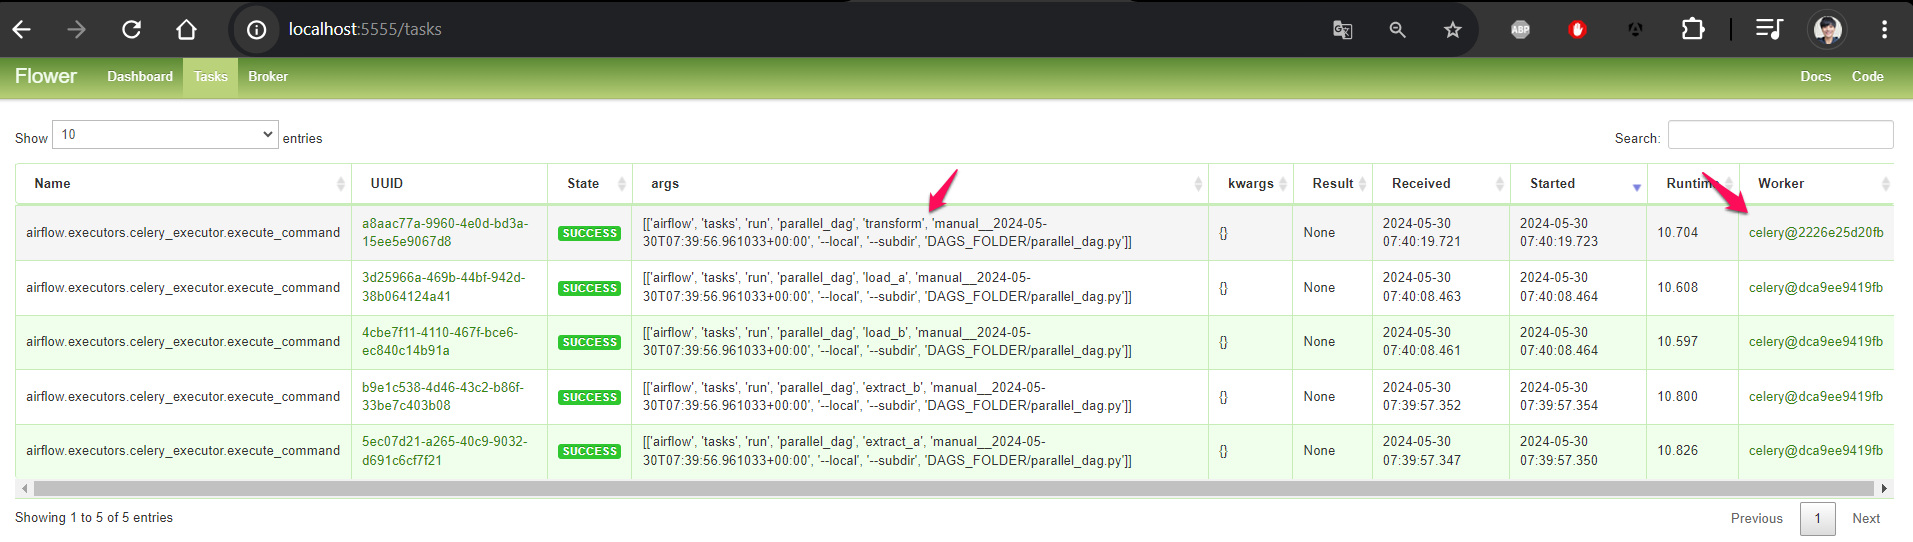 localhost:5555/tasks
ABP
Flower Dashboard Tasks Broker Docs Code
Show 10 entries Search:
Name UUID State args kwargs Result Received Started Runtime Worker
airflow.executors.celery_executor.execute_command a8aac77a-9960-4e0d-bd3a-15ee5e9067d8 SUCCESS [['airflow', 'tasks', 'run', 'parallel_dag', 'transform', 'manual__2024-05-30T07:39:56.961033+00:00', '--local', '--subdir', 'DAGS_FOLDER/parallel_dag.py']] {} None 2024-05-30 07:40:19.721 2024-05-30 07:40:19.723 10.704 celery@2226e25d20fb
airflow.executors.celery_executor.execute_command 3d25966a-469b-44bf-942d-38b064124a41 SUCCESS [['airflow', 'tasks', 'run', 'parallel_dag', 'load_a', 'manual__2024-05-30T07:39:56.961033+00:00', '--local', '--subdir', 'DAGS_FOLDER/parallel_dag.py']] {} None 2024-05-30 07:40:08.463 2024-05-30 07:40:08.464 10.608 celery@dca9ee9419fb
airflow.executors.celery_executor.execute_command 4cbe7f11-4110-467f-bce6-ec840c14b91a SUCCESS [['airflow', 'tasks', 'run', 'parallel_dag', 'load_b', 'manual__2024-05-30T07:39:56.961033+00:00', '--local', '--subdir', 'DAGS_FOLDER/parallel_dag.py']] {} None 2024-05-30 07:40:08.461 2024-05-30 07:40:08.464 10.597 celery@dca9ee9419fb
airflow.executors.celery_executor.execute_command b9e1c538-4d46-43c2-b86f-33be7c403b08 SUCCESS [['airflow', 'tasks', 'run', 'parallel_dag', 'extract_b', 'manual__2024-05-30T07:39:56.961033+00:00', '--local', '--subdir', 'DAGS_FOLDER/parallel_dag.py']] {} None 2024-05-30 07:39:57.352 2024-05-30 07:39:57.354 10.800 celery@dca9ee9419fb
airflow.executors.celery_executor.execute_command 5ec07d21-a265-40c9-9032-d691c6cf7f21 SUCCESS [['airflow', 'tasks', 'run', 'parallel_dag', 'extract_a', 'manual__2024-05-30T07:39:56.961033+00:00', '--local', '--subdir', 'DAGS_FOLDER/parallel_dag.py']] {} None 2024-05-30 07:39:57.347 2024-05-30 07:39:57.350 10.826 celery@dca9ee9419fb
Showing 1 to 5 of 5 entries Previous 1 Next